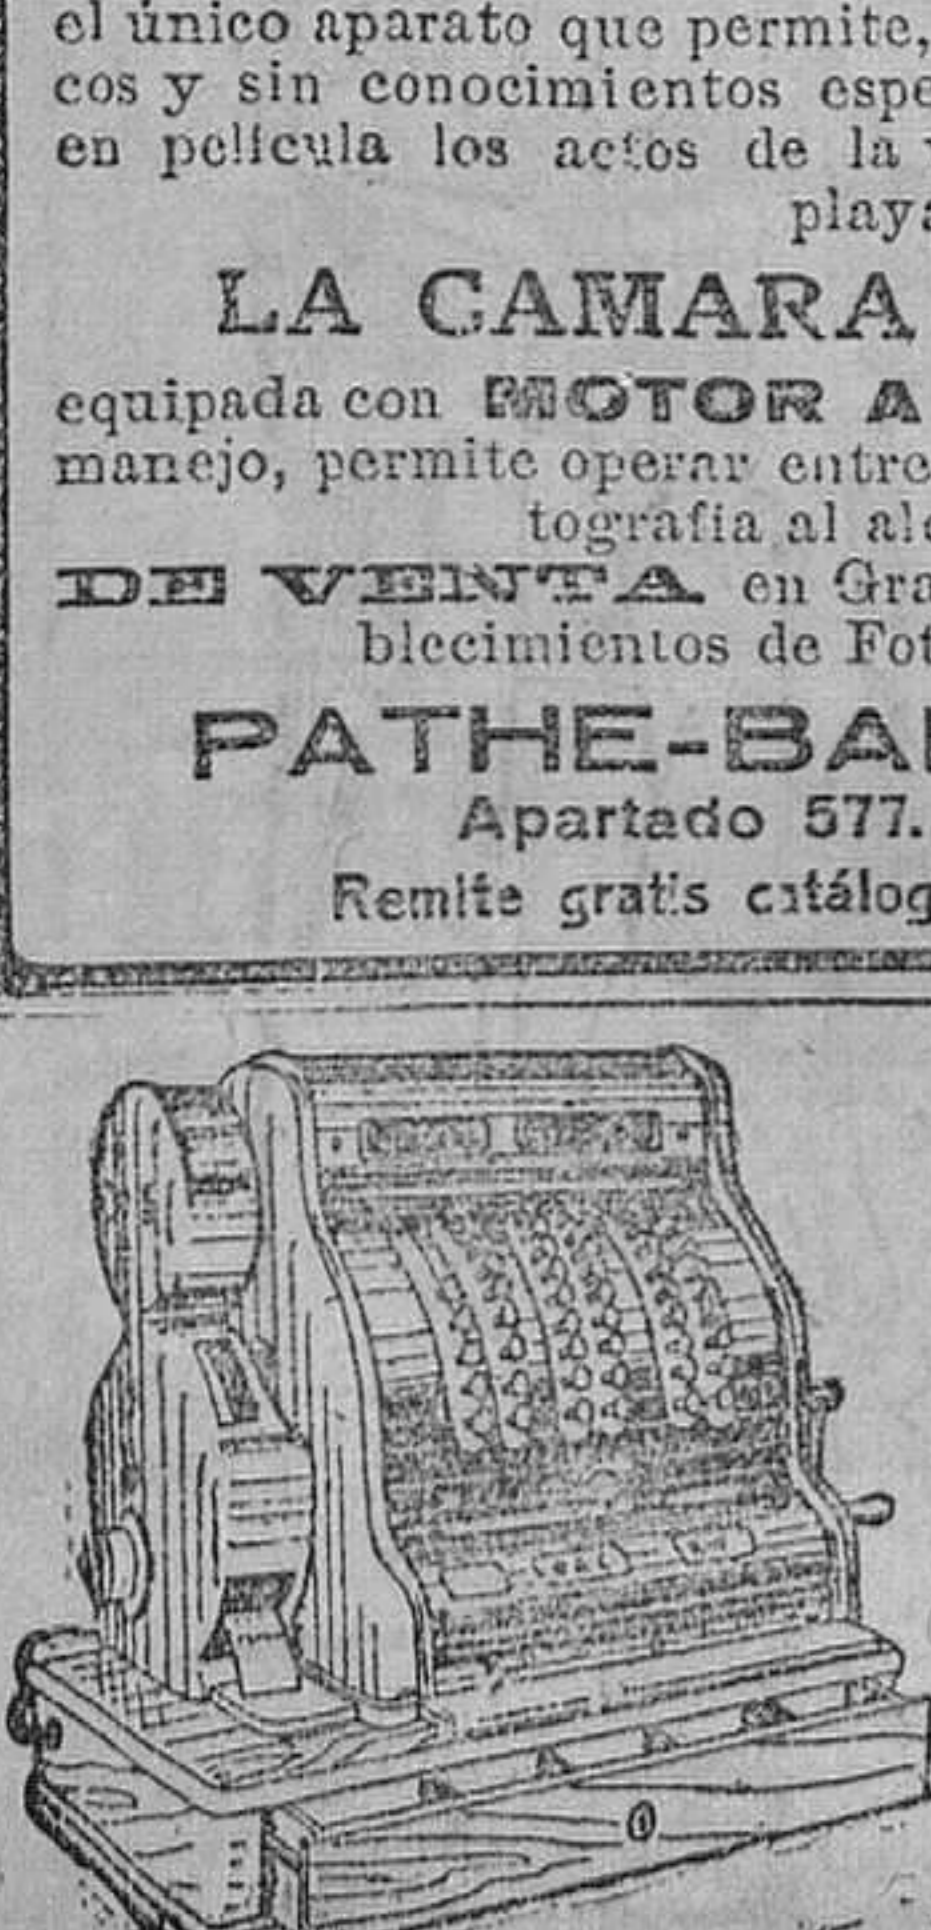 el único aparato que permite,
cos y sin conocimientos espe
en película los actos de la v
playa
LA CAMARA
equipada con MOTOR A
manejo, permite operar entre
tografía al alc
DE VENTA en Gra
blecimientos de Fot
PATHE-BA
Apartado 577.
Remite gratis catálog